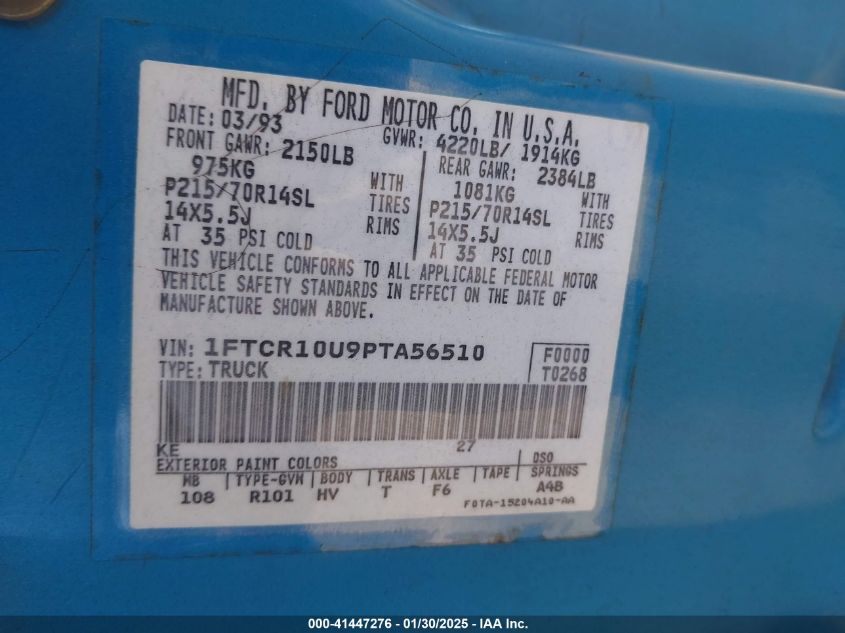 MFD. BY FORD MOTOR CO. IN U.S.A.
DATE: 03/93 GVWR: 4220LB/ 1914KG
FRONT GAWR: 2150LB REAR GAWR: 2384LB
975KG WITH 1081KG WITH
P215/70R14SL TIRES P215/70R14SL TIRES
14X5.5J RIMS 14X5.5J RIMS
AT 35 PSI COLD AT 35 PSI COLD
THIS VEHICLE CONFORMS TO ALL APPLICABLE FEDERAL MOTOR
VEHICLE SAFETY STANDARDS IN EFFECT ON THE DATE OF
MANUFACTURE SHOWN ABOVE.
VIN: 1FTCR10U9PTA56510 F0000
TYPE: TRUCK T0268
KE 27
EXTERIOR PAINT COLORS DSO
WB TYPE-GVW BODY TRANS AXLE TAPE SPRINGS
108 R101 HV T F6 A4B
F0TA-15204A10-AA
000-41447276 - 01/30/2025 - IAA Inc.